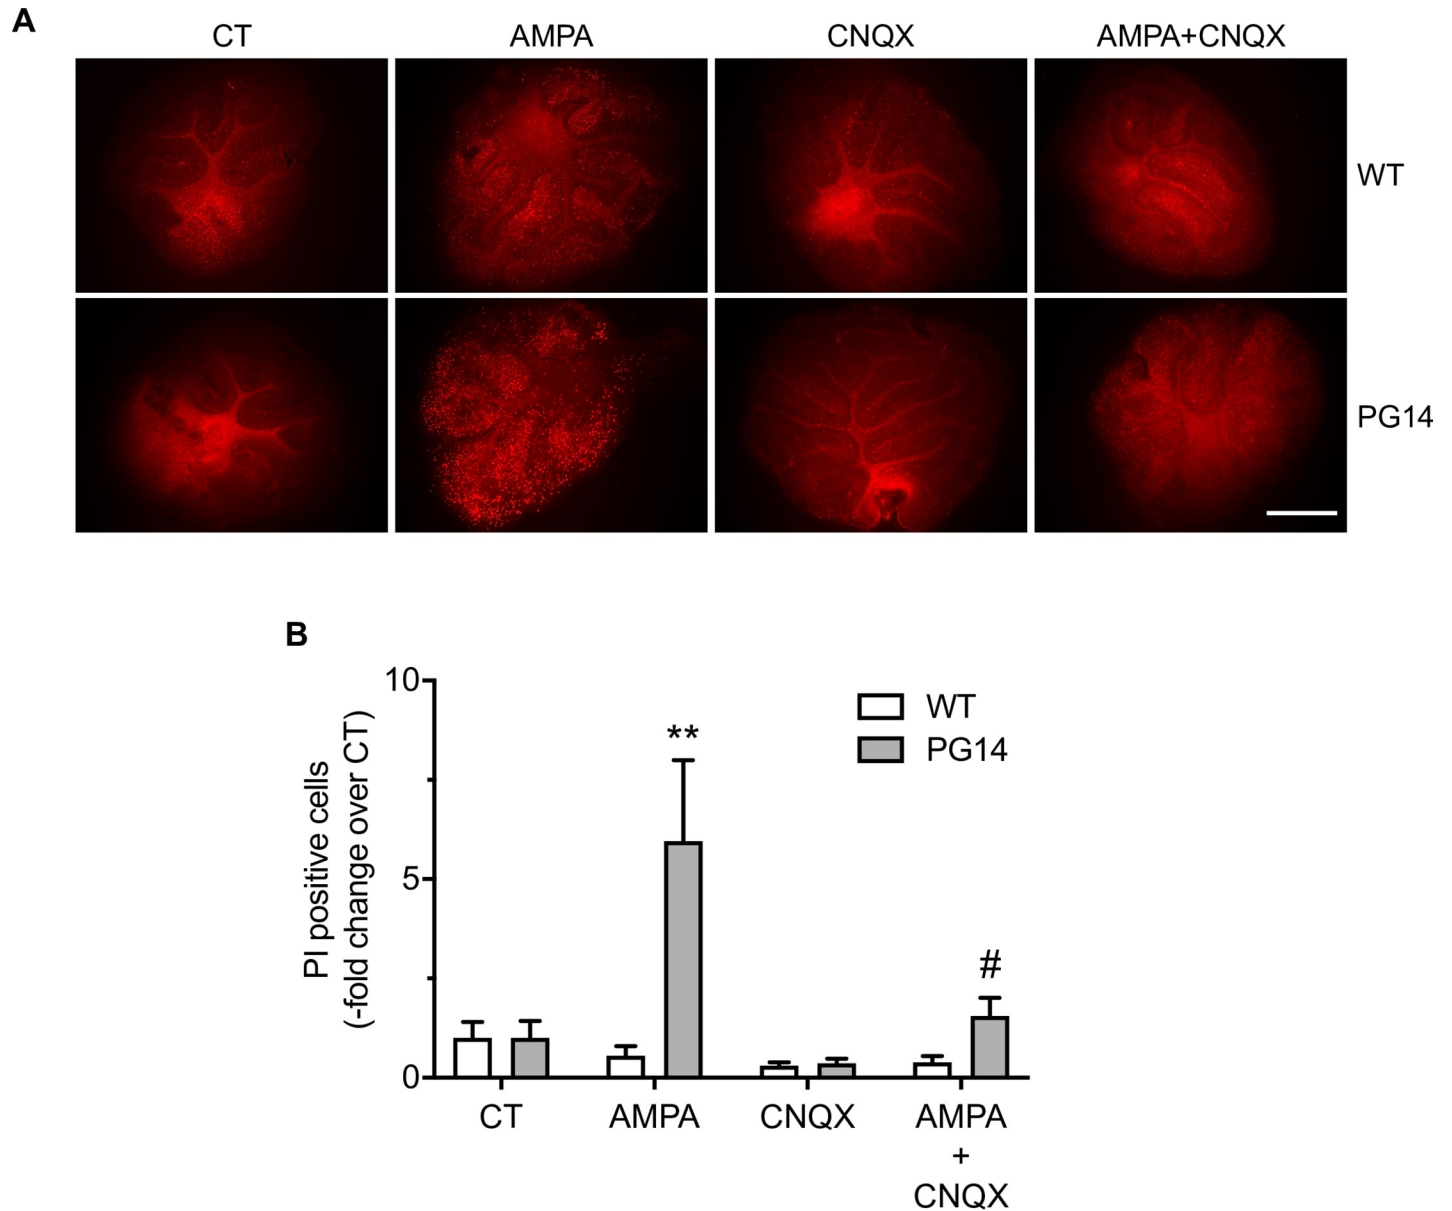 A
CT AMPA CNQX AMPA+CNQX
WT
PG14
B
10
5
0
PI positive cells
(-fold change over CT)
WT
PG14
**
#
CT AMPA CNQX AMPA
+
CNQX